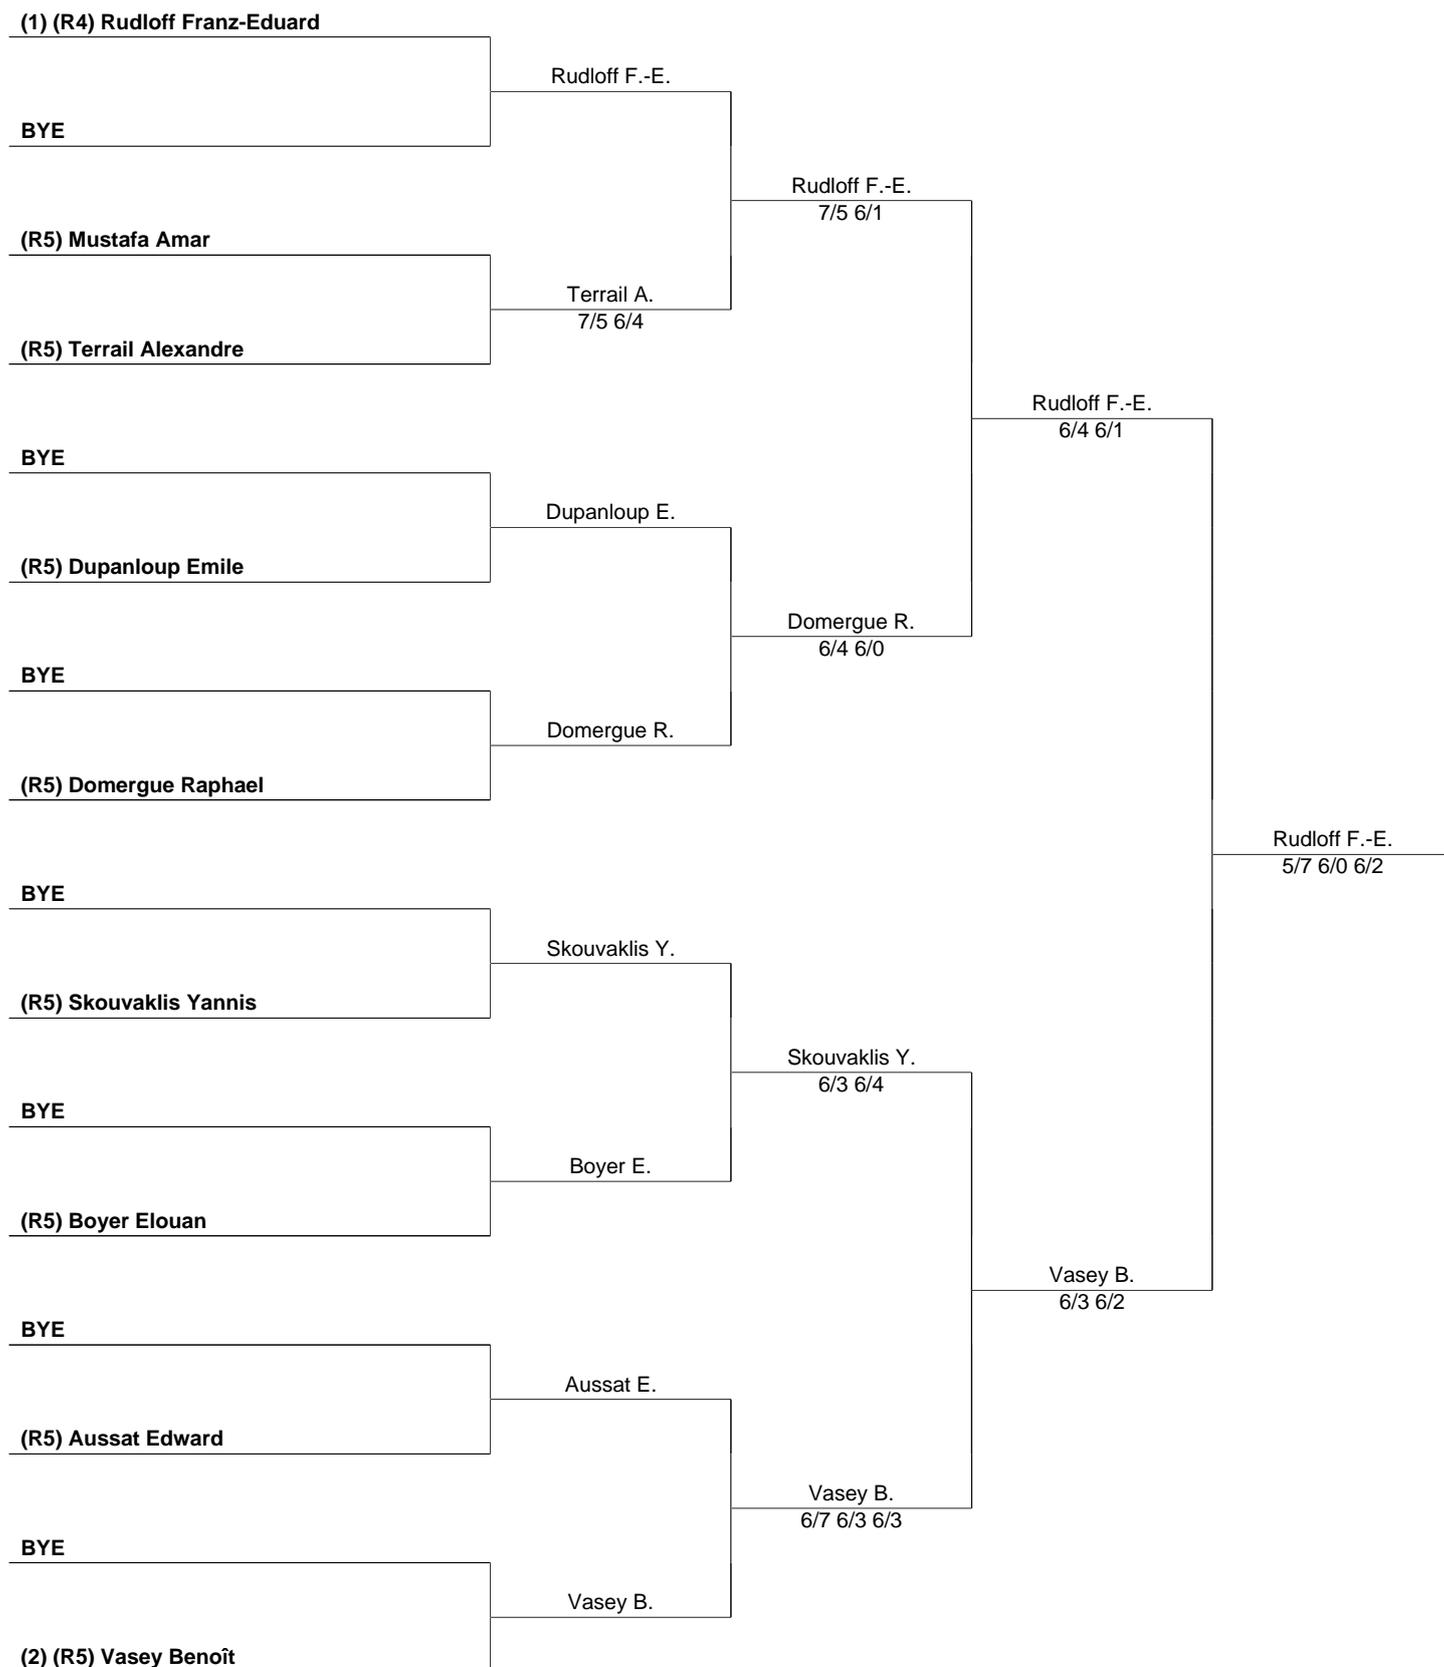 (1) (R4) Rudloff Franz-Eduard
Rudloff F.-E.
BYE
Rudloff F.-E.
7/5 6/1
(R5) Mustafa Amar
Terrail A.
7/5 6/4
(R5) Terrail Alexandre
Rudloff F.-E.
6/4 6/1
BYE
Dupanloup E.
(R5) Dupanloup Emile
Domergue R.
6/4 6/0
BYE
Domergue R.
(R5) Domergue Raphael
Rudloff F.-E.
5/7 6/0 6/2
BYE
Skouvaklis Y.
(R5) Skouvaklis Yannis
Skouvaklis Y.
6/3 6/4
BYE
Boyer E.
(R5) Boyer Elouan
Vasey B.
6/3 6/2
BYE
Aussat E.
(R5) Aussat Edward
Vasey B.
6/7 6/3 6/3
BYE
Vasey B.
(2) (R5) Vasey Benoît